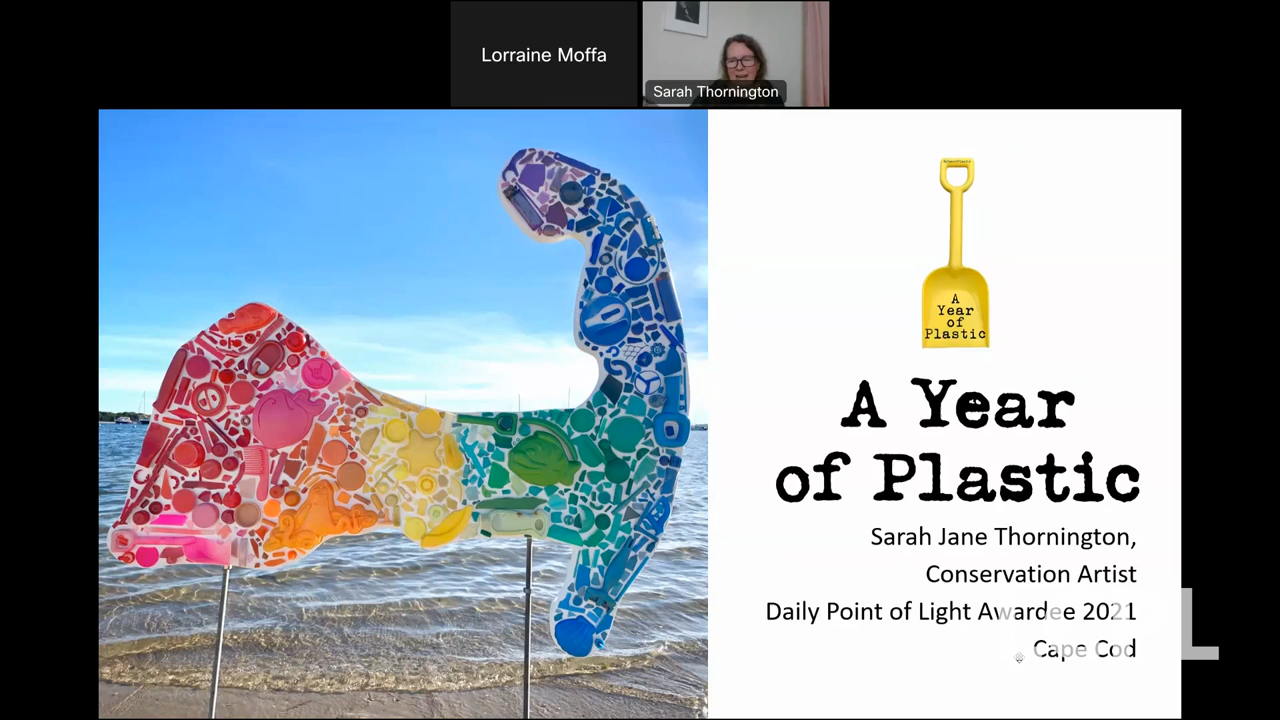 Lorraine Moffa
Sarah Thornington
A
Year
of
Plastic
A Year
of Plastic
Sarah Jane Thornington,
Conservation Artist
Daily Point of Light Awardee 2021
Cape Cod
L